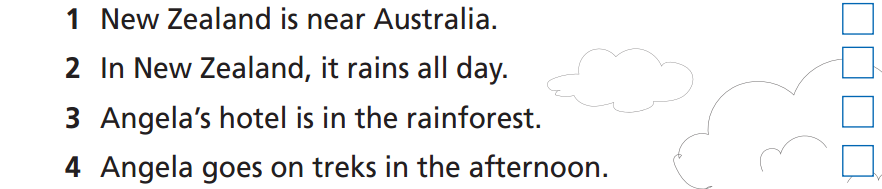 1 New Zealand is near Australia.
2 In New Zealand, it rains all day.
3 Angela’s hotel is in the rainforest.
4 Angela goes on treks in the afternoon.